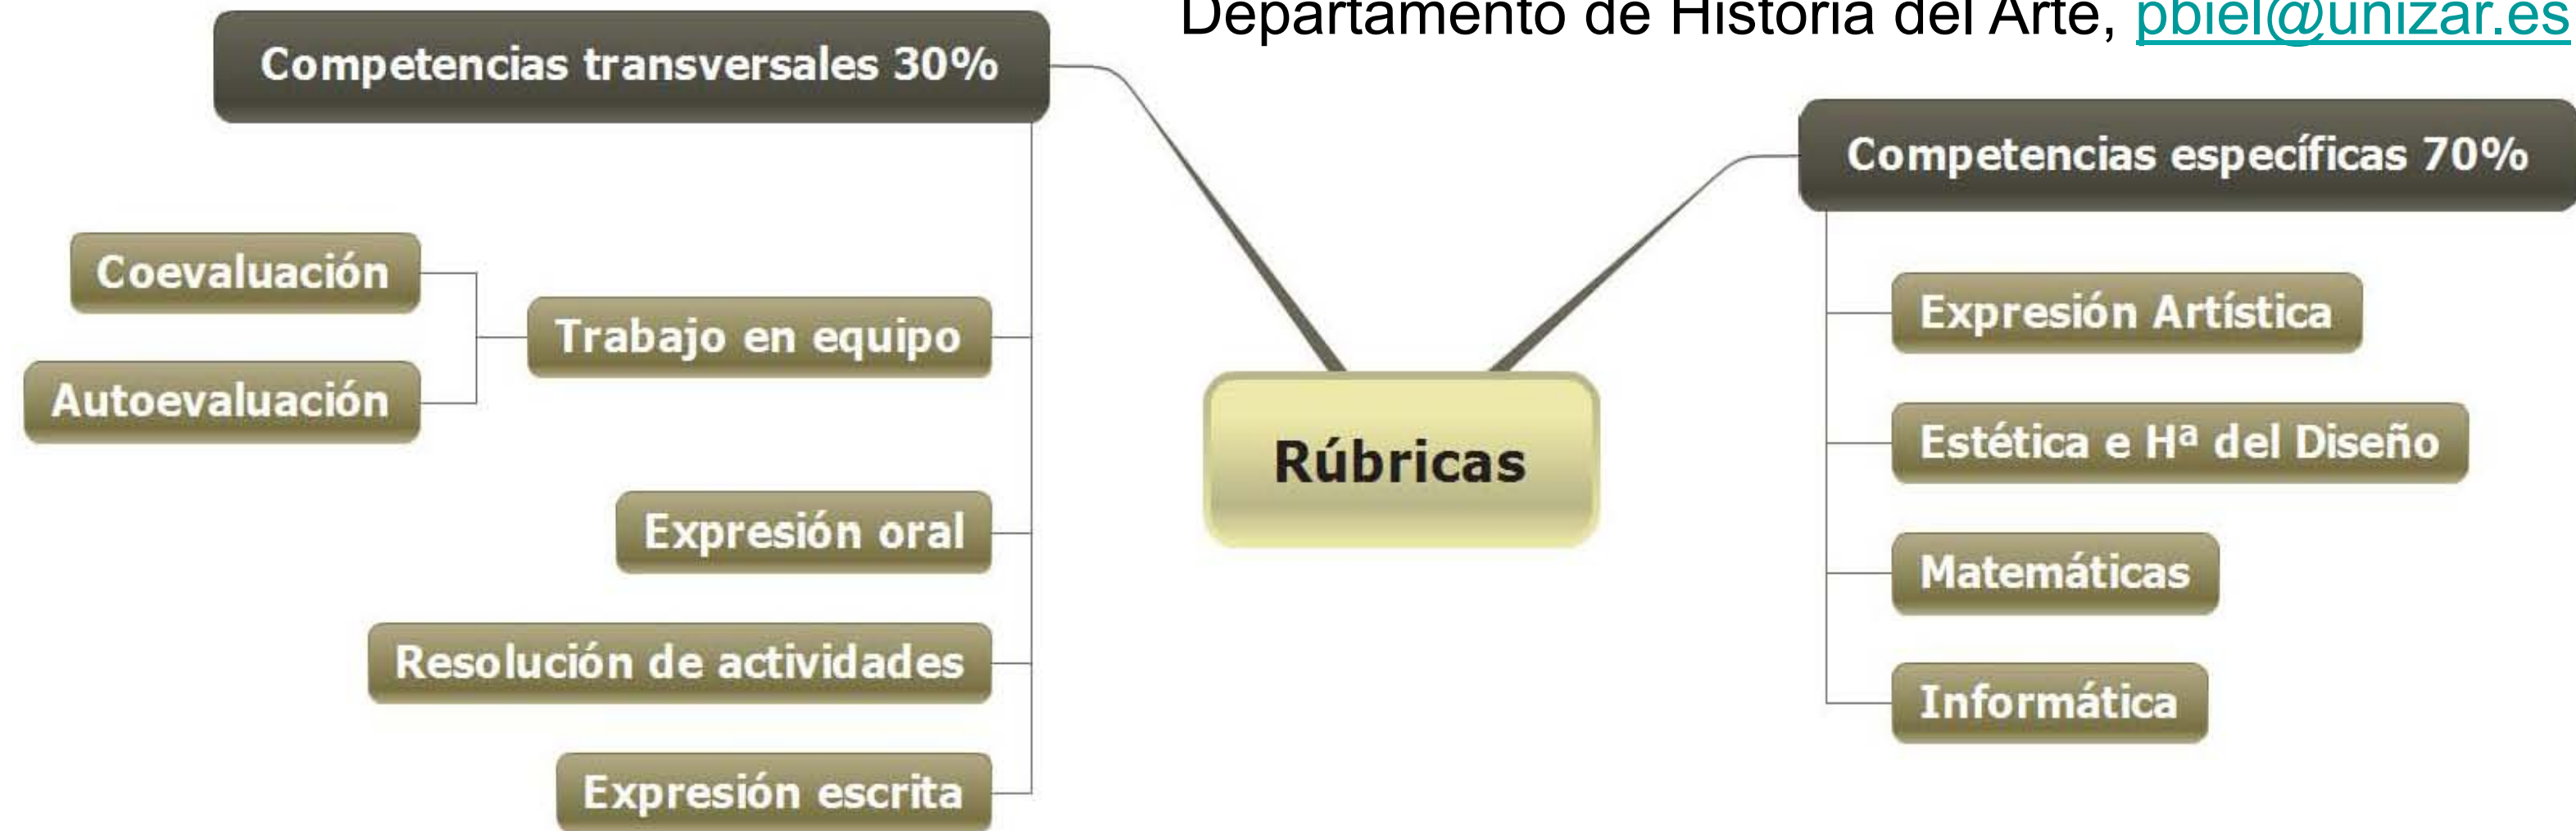 Departamento de Historia del Arte, pbiel@unizar.es
Competencias transversales 30%
Coevaluación
Autoevaluación
Trabajo en equipo
Expresión oral
Resolución de actividades
Expresión escrita
Rúbricas
Competencias específicas 70%
Expresión Artística
Estética e Hª del Diseño
Matemáticas
Informática